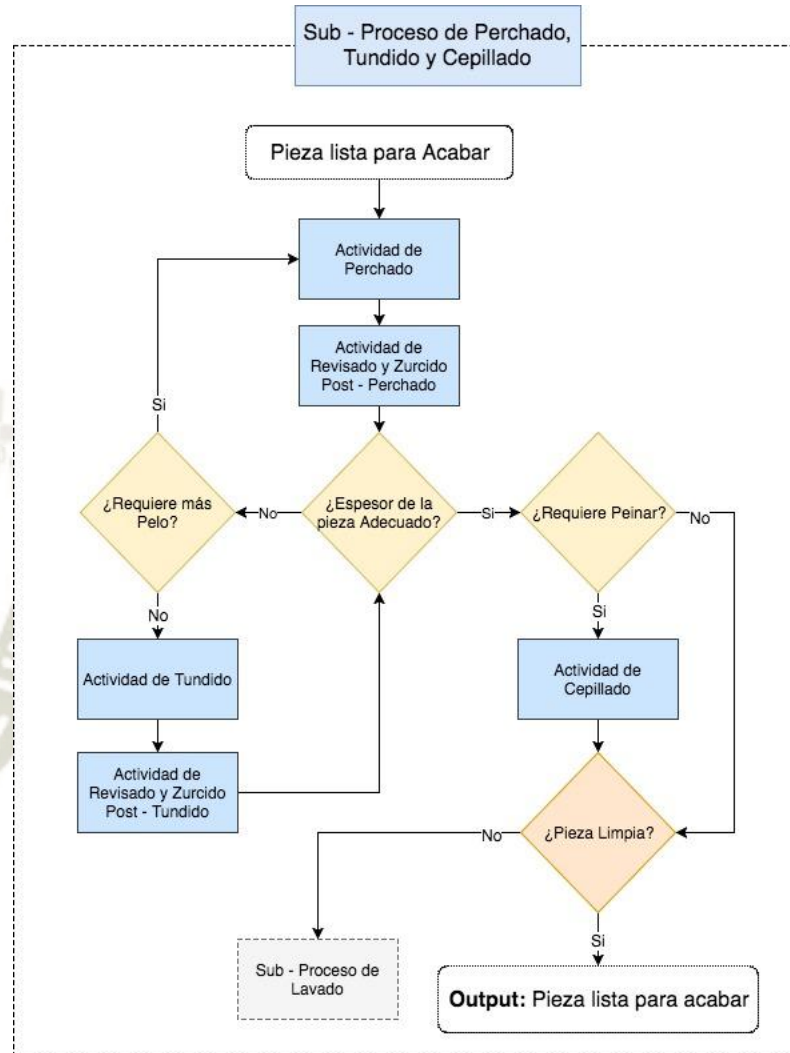 Sub - Proceso de Perchado,
Tundido y Cepillado
Pieza lista para Acabar
Actividad de
Perchado
Actividad de
Revisado y Zurcido
Post - Perchado
Si
¿Requiere más
Pelo?
No
¿Espesor de la
pieza Adecuado?
Si
¿Requiere Peinar?
No
No
Si
Actividad de Tundido
Actividad de
Cepillado
Actividad de
Revisado y Zurcido
Post - Tundido
No
¿Pieza Limpia?
Si
Sub - Proceso de
Lavado
Output: Pieza lista para acabar